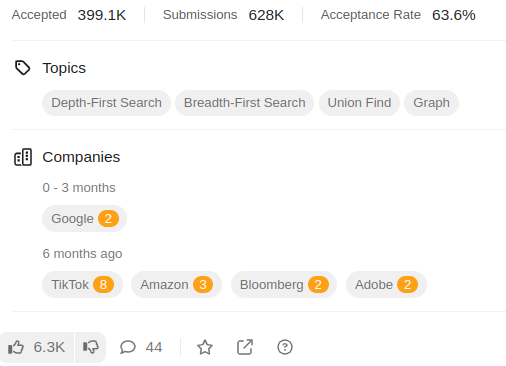 Accepted 399.1K Submissions 628K Acceptance Rate 63.6%
Topics
Depth-First Search Breadth-First Search Union Find Graph
Companies
0 - 3 months
Google 2
6 months ago
TikTok 8 Amazon 3 Bloomberg 2 Adobe 2
6.3K 44